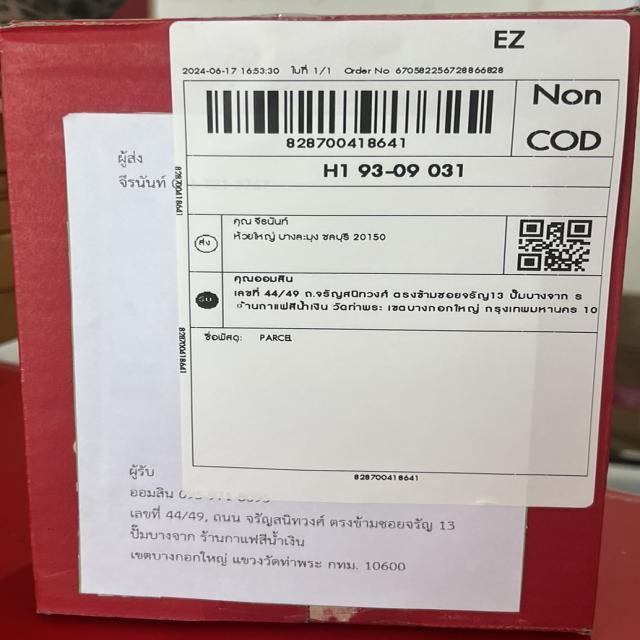 EZ
2024-06-17 16:53:30 ใบที่ 1/1 Order No 670582256728866828
828700418641
Non
COD
H1 93-09 031
828700418641
ส่ง
คุณ จีรนันท์
ห้วยใหญ่ บางละมุง ชลบุรี 20150
รับ
คุณออมสิน
เลขที่ 44/49 ถ.จรัญสนิทวงศ์ ตรงข้ามซอยจรัญ13 ปั๊มบางจาก ร
้านกาแฟสีน้ำเงิน วัดท่าพระ เขตบางกอกใหญ่ กรุงเทพมหานคร 10
828700418641
ชื่อพัสดุ: PARCEL
828700418641
ผู้ส่ง
จีรนันท์
ผู้รับ
ออมสิน
เลขที่ 44/49, ถนน จรัญสนิทวงศ์ ตรงข้ามซอยจรัญ 13
ปั๊มบางจาก ร้านกาแฟสีน้ำเงิน
เขตบางกอกใหญ่ แขวงวัดท่าพระ กทม. 10600